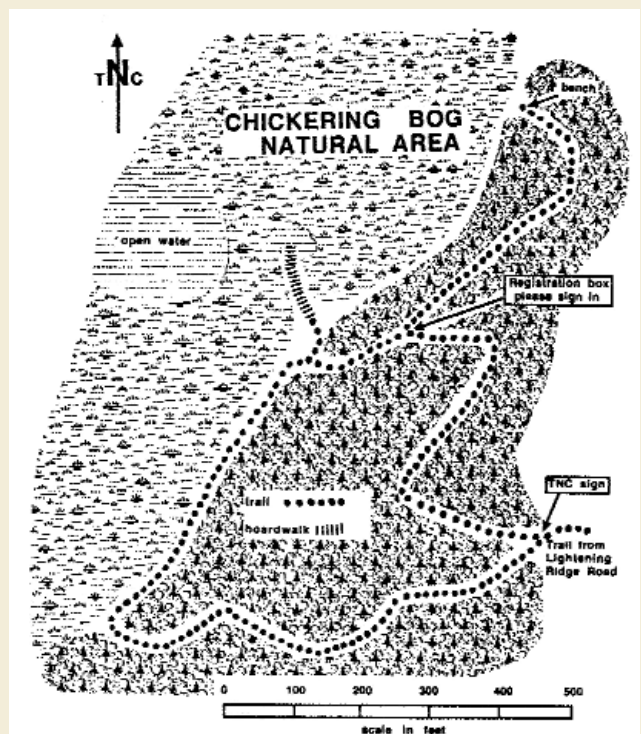 TNC
CHICKERING BOG
NATURAL AREA
bench
open water
Registration box
please sign in
trail
boardwalk
TNC sign
Trail from
Lightening
Ridge Road
0 100 200 300 400 500
scale in feet